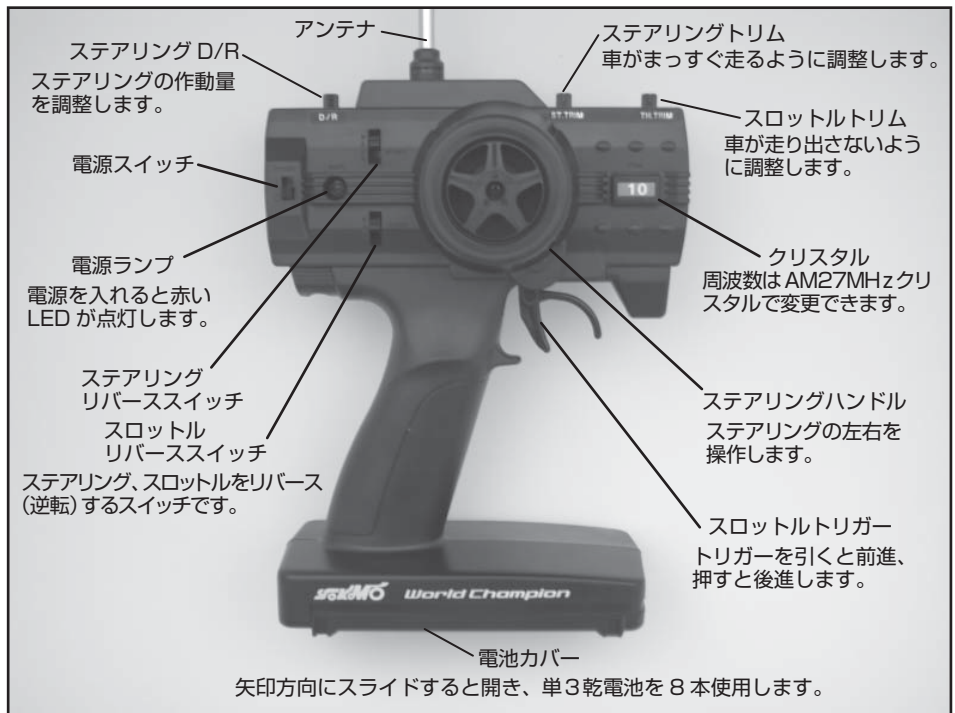 アンテナ
ステアリング D/R
ステアリングの作動量
を調整します。
ステアリングトリム
車がまっすぐ走るように調整します。
スロットルトリム
車が走り出さないよう
に調整します。
D/R
ST.TRIM
TH.TRIM
電源スイッチ
10
電源ランプ
電源を入れると赤い
LED が点灯します。
クリスタル
周波数は AM27MHzクリ
スタルで変更できます。
ステアリング
リバーススイッチ
スロットル
リバーススイッチ
ステアリング、スロットルをリバース
(逆転)するスイッチです。
ステアリングハンドル
ステアリングの左右を
操作します。
スロットルトリガー
トリガーを引くと前進、
押すと後進します。
YOKOMO World Champion
電池カバー
矢印方向にスライドすると開き、単3乾電池を 8 本使用します。